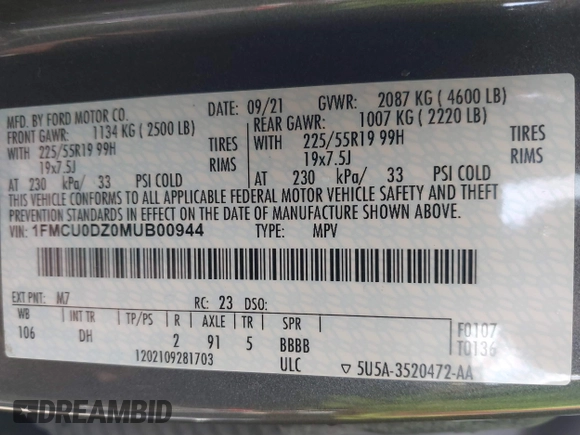 MFD. BY FORD MOTOR CO.
DATE: 09/21 GVWR: 2087 KG ( 4600 LB)
FRONT GAWR: 1134 KG ( 2500 LB)
REAR GAWR: 1007 KG ( 2220 LB)
WITH 225/55R19 99H TIRES
WITH 225/55R19 99H TIRES
19x7.5J RIMS
19x7.5J RIMS
AT 230 kPa/ 33 PSI COLD
AT 230 kPa/ 33 PSI COLD
THIS VEHICLE CONFORMS TO ALL APPLICABLE FEDERAL MOTOR VEHICLE SAFETY AND THEFT
PREVENTION STANDARDS IN EFFECT ON THE DATE OF MANUFACTURE SHOWN ABOVE.
VIN: 1FMCU0DZ0MUB00944 TYPE: MPV
EXT PNT: M7 RC: 23 DSO:
WB INT TR TP/PS R AXLE TR SPR
106 DH 2 91 5 BBBB
F0107
T0136
1202109281703 ULC ▽ 5U5A-3520472-AA
DREAMBID